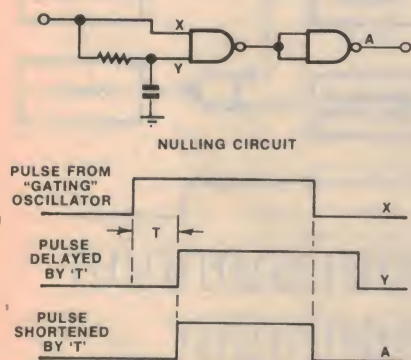 X
A
Y
NULLING CIRCUIT
PULSE FROM
"GATING"
OSCILLATOR
X
T
PULSE
DELAYED
BY 'T'
Y
PULSE
SHORTENED
BY 'T'
A